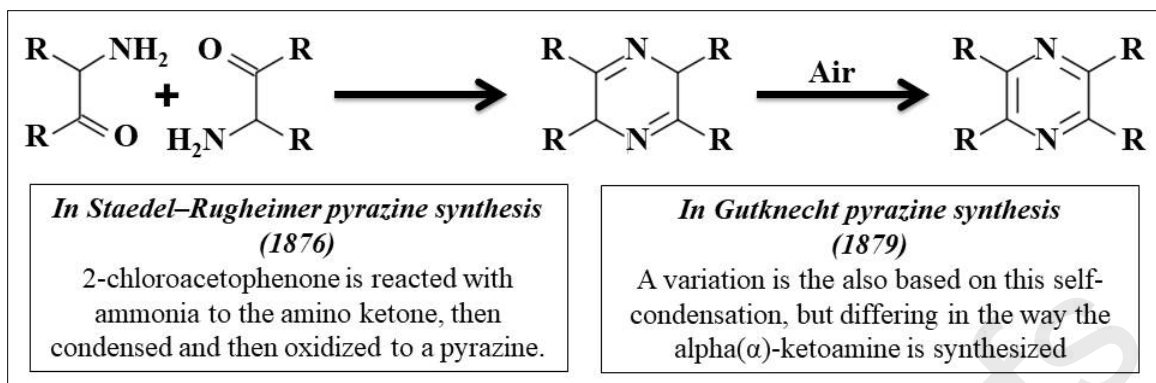 R NH₂ O R R N R Air R N R
+
R O H₂N R R N R R N R
In Staedel–Rugheimer pyrazine synthesis
(1876)
2-chloroacetophenone is reacted with
ammonia to the amino ketone, then
condensed and then oxidized to a pyrazine.
In Gutknecht pyrazine synthesis
(1879)
A variation is the also based on this self-
condensation, but differing in the way the
alpha(α)-ketoamine is synthesized